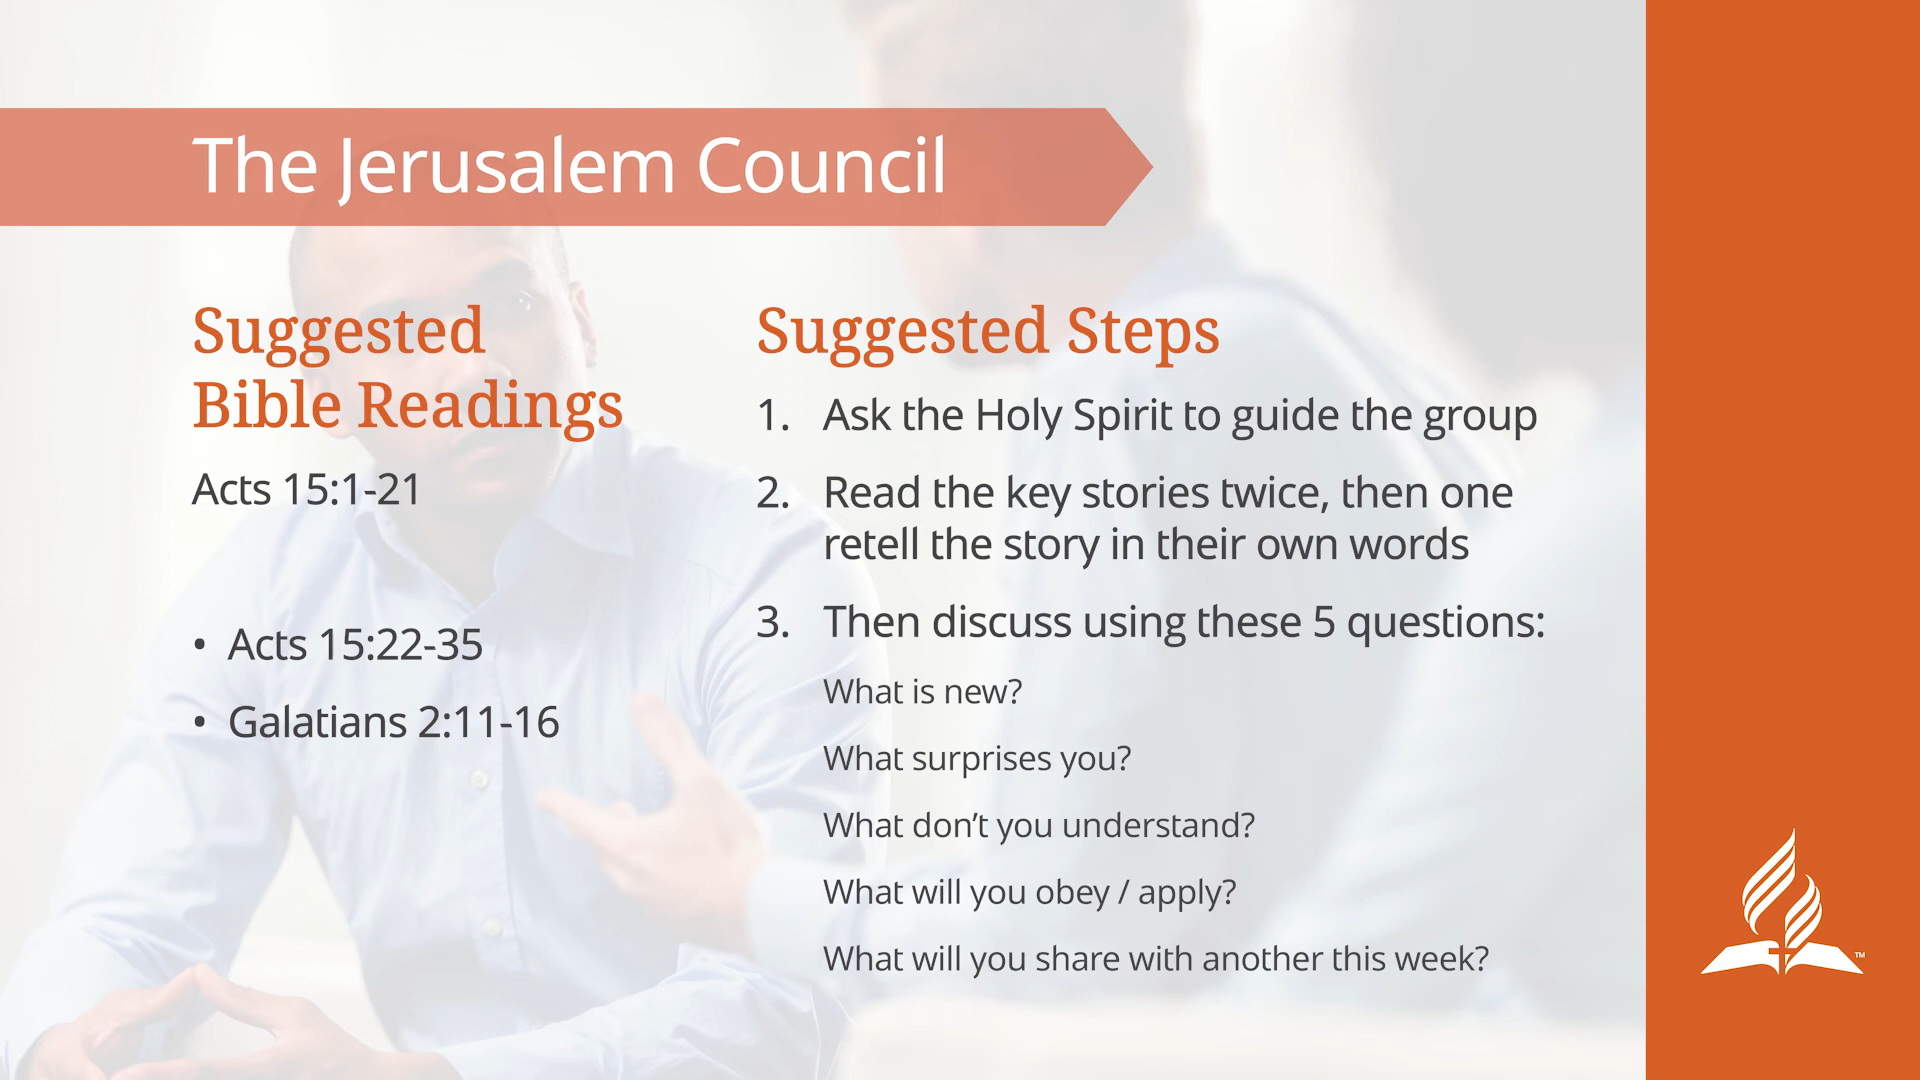 The Jerusalem Council
Suggested
Bible Readings
Acts 15:1-21
• Acts 15:22-35
• Galatians 2:11-16
Suggested Steps
1. Ask the Holy Spirit to guide the group
2. Read the key stories twice, then one
retell the story in their own words
3. Then discuss using these 5 questions:
What is new?
What surprises you?
What don’t you understand?
What will you obey / apply?
What will you share with another this week?
TM